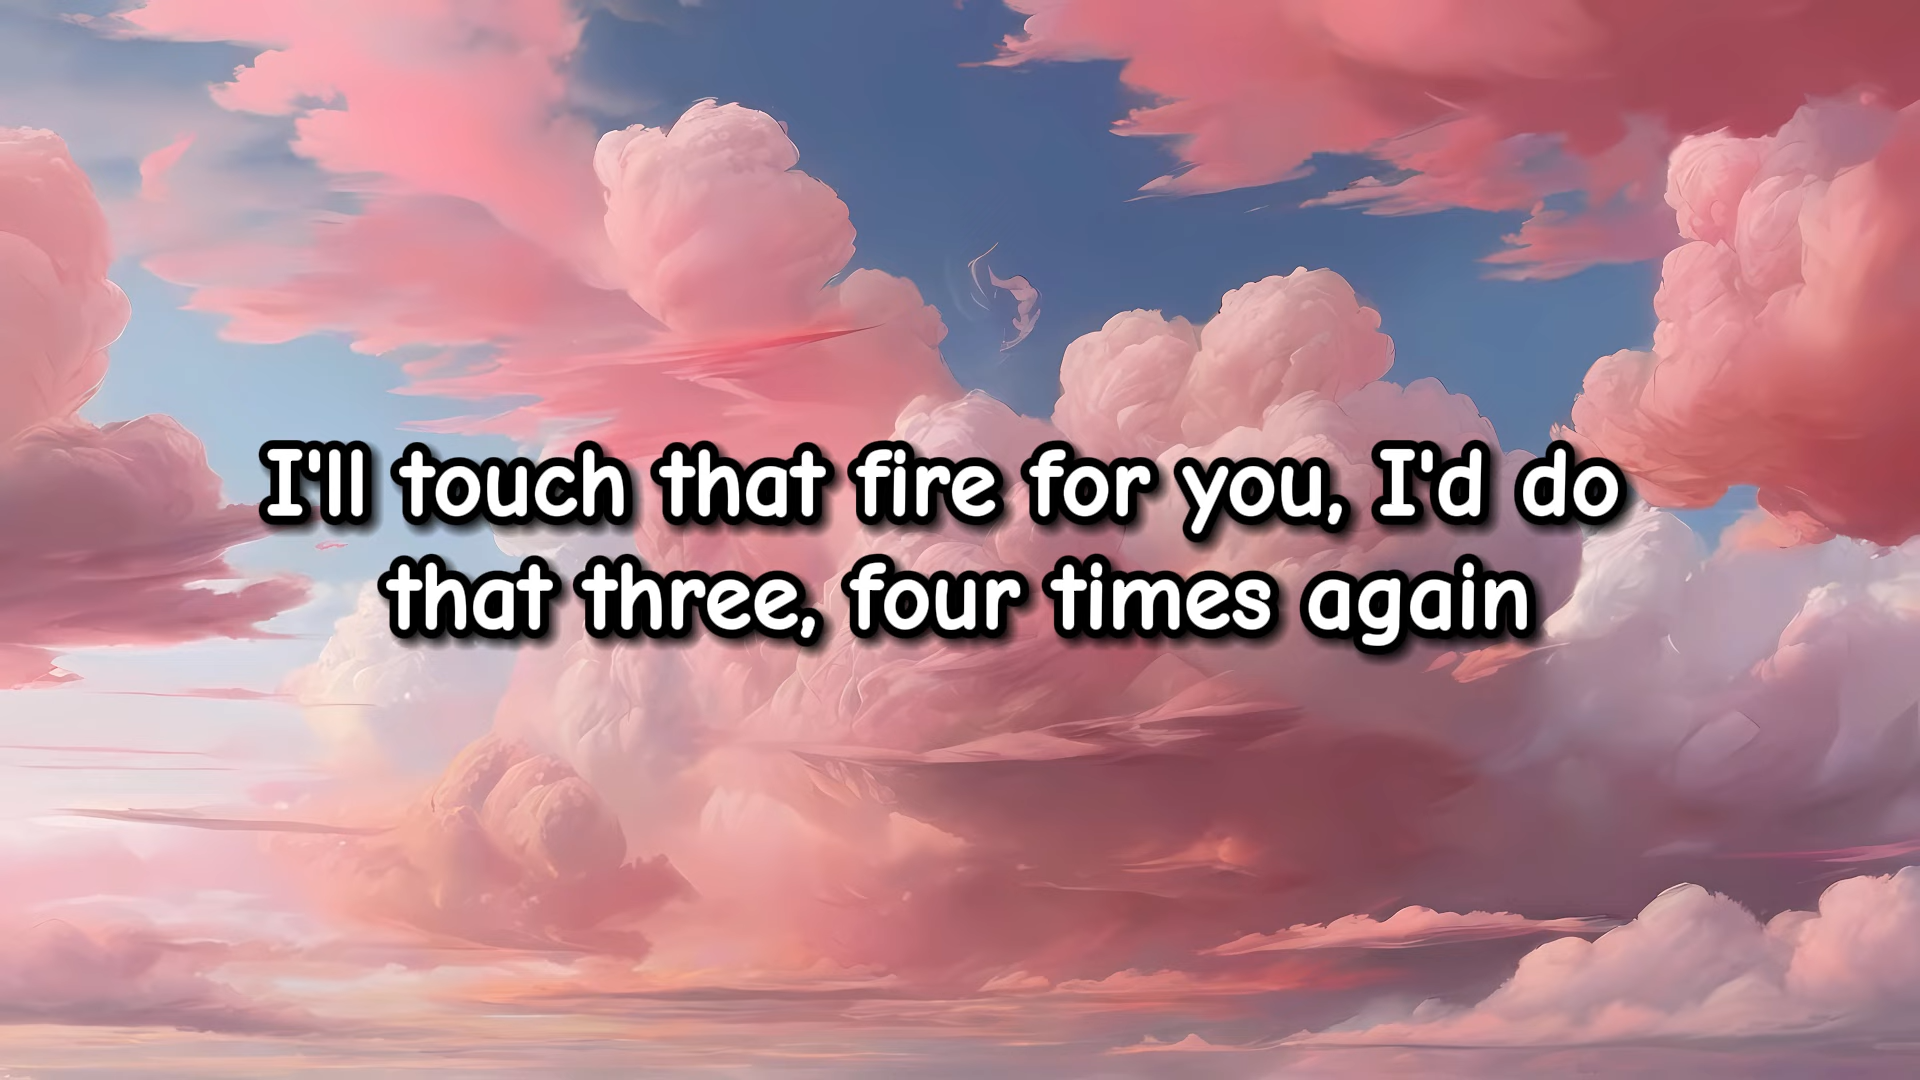 I'll touch that fire for you, I'd do
that three, four times again